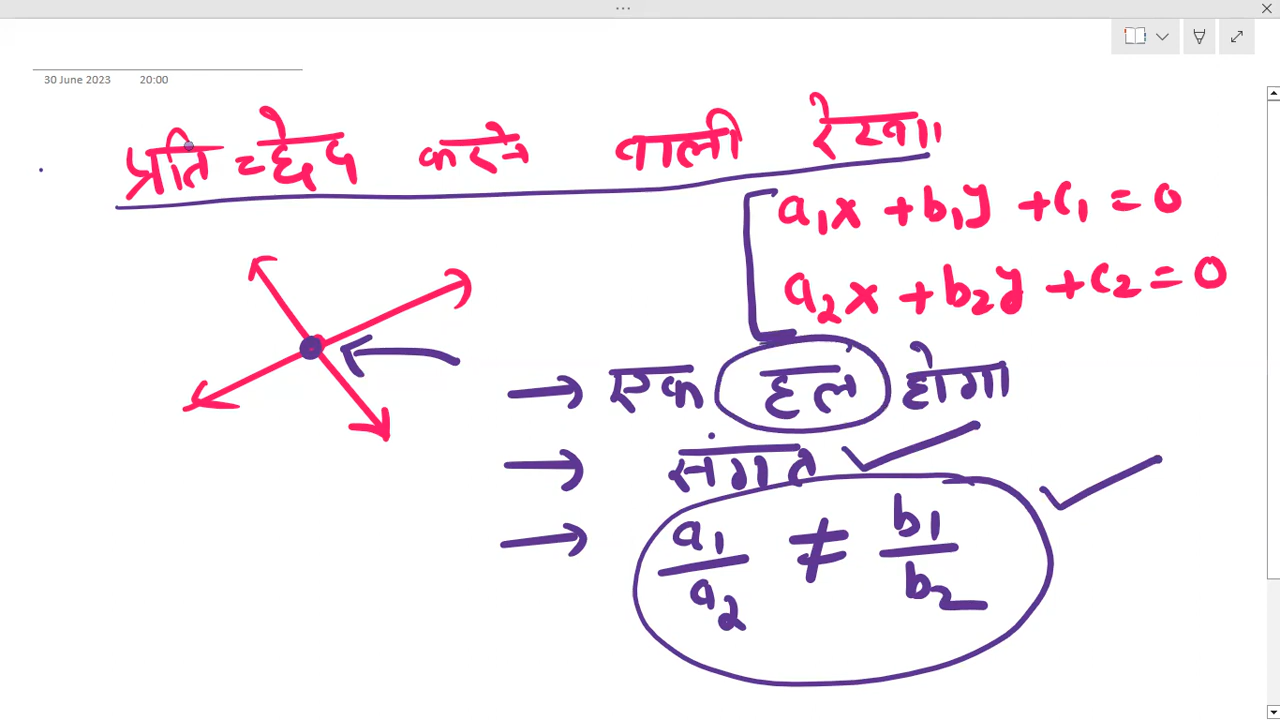 30 June 2023 20:00
प्रतिच्छेद करने वाली रेखा
a₁x + b₁y + c₁ = 0
a₂x + b₂y + c₂ = 0
→ एक हल होगा
→ संगत ✓
→ a₁/a₂ ≠ b₁/b₂ ✓